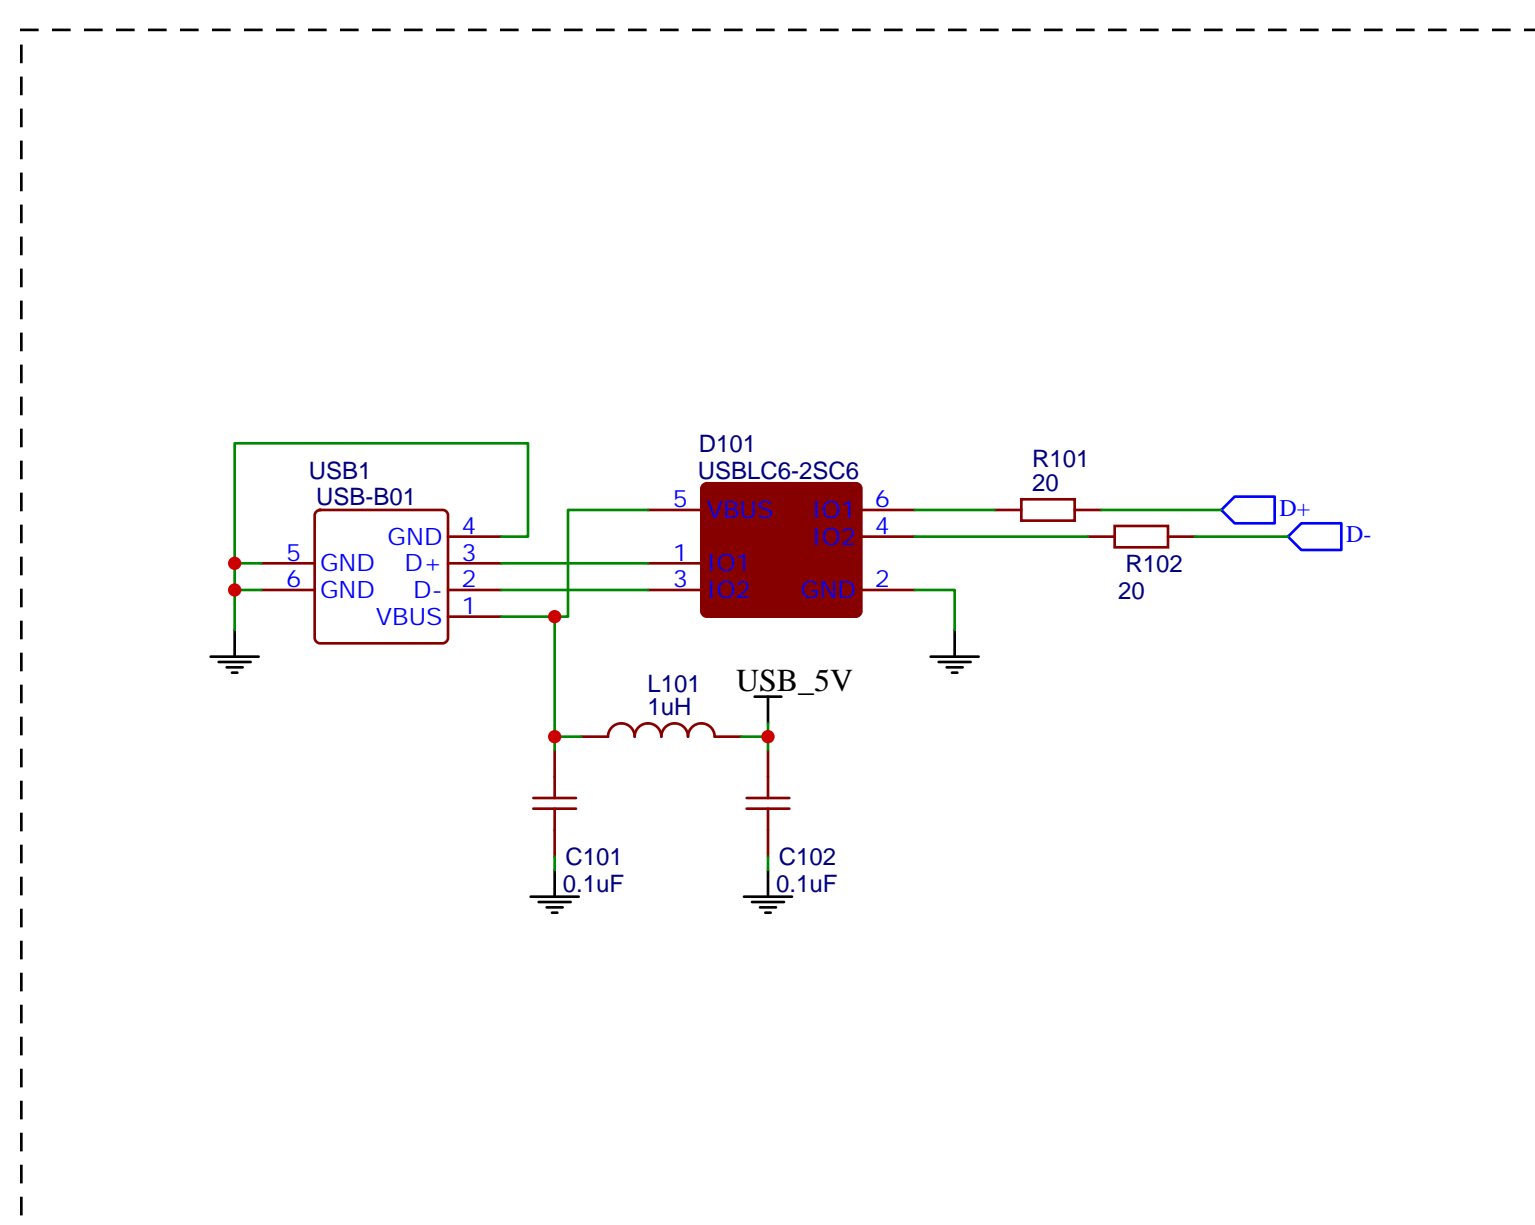 USB1
USB-B01
GND 4
5 GND D+ 3
6 GND D- 2
VBUS 1
D101
USBLC6-2SC6
5 VBUS IO1 6
IO2 4
1 IO1
3 IO2 GND 2
R101
20
D+
D-
R102
20
L101
1uH
USB_5V
C101
0.1uF
C102
0.1uF